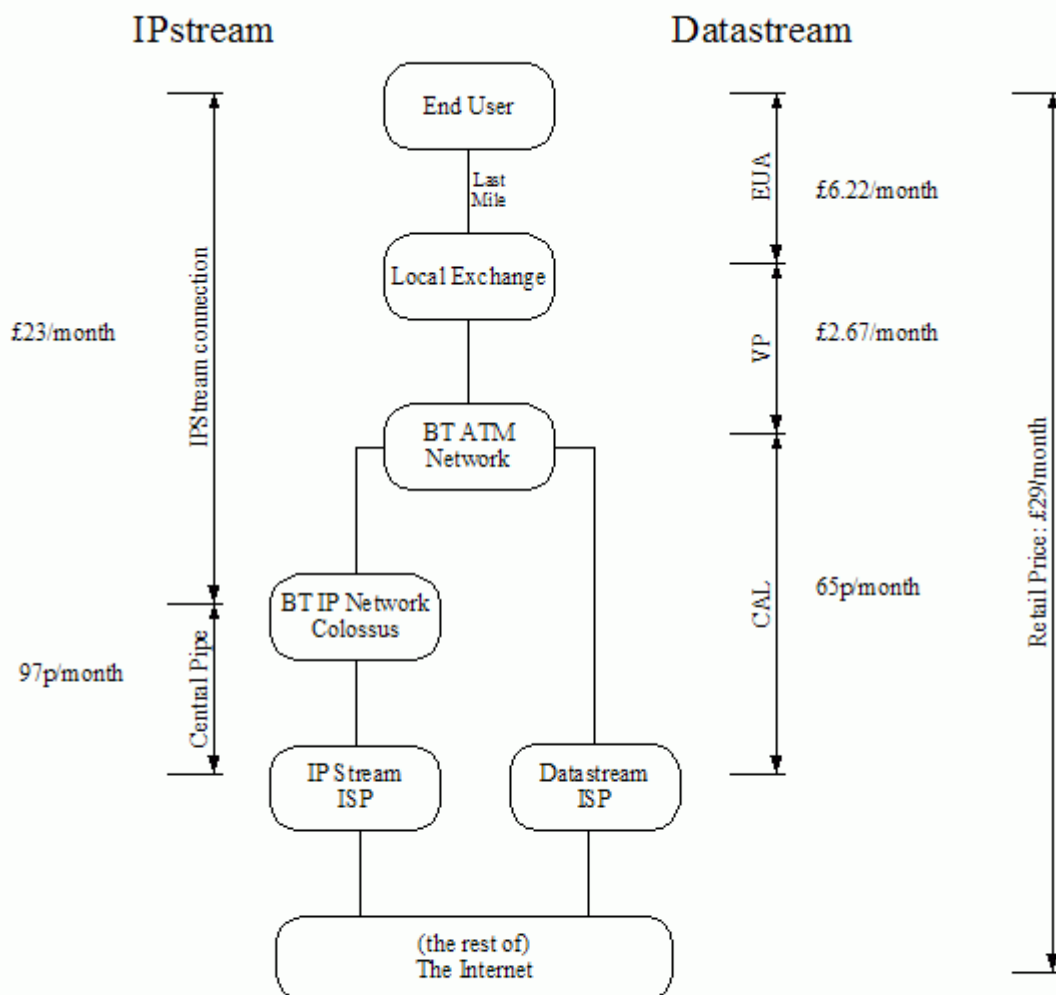 IPstream
Datastream
End User
Last
Mile
EUA
£6.22/month
Local Exchange
£23/month
IPStream connection
VP
£2.67/month
BT ATM
Network
Retail Price: £29/month
BT IP Network
Colossus
CAL
65p/month
97p/month
Central Pipe
IP Stream
ISP
Datastream
ISP
(the rest of)
The Internet